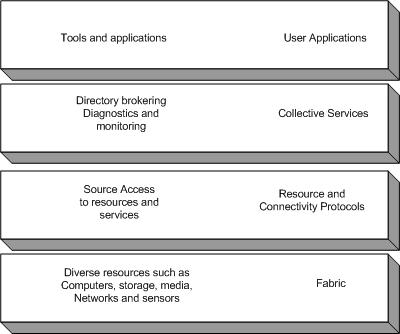 Tools and applications
User Applications
Directory brokering
Diagnostics and
monitoring
Collective Services
Source Access
to resources and
services
Resource and
Connectivity Protocols
Diverse resources such as
Computers, storage, media,
Networks and sensors
Fabric